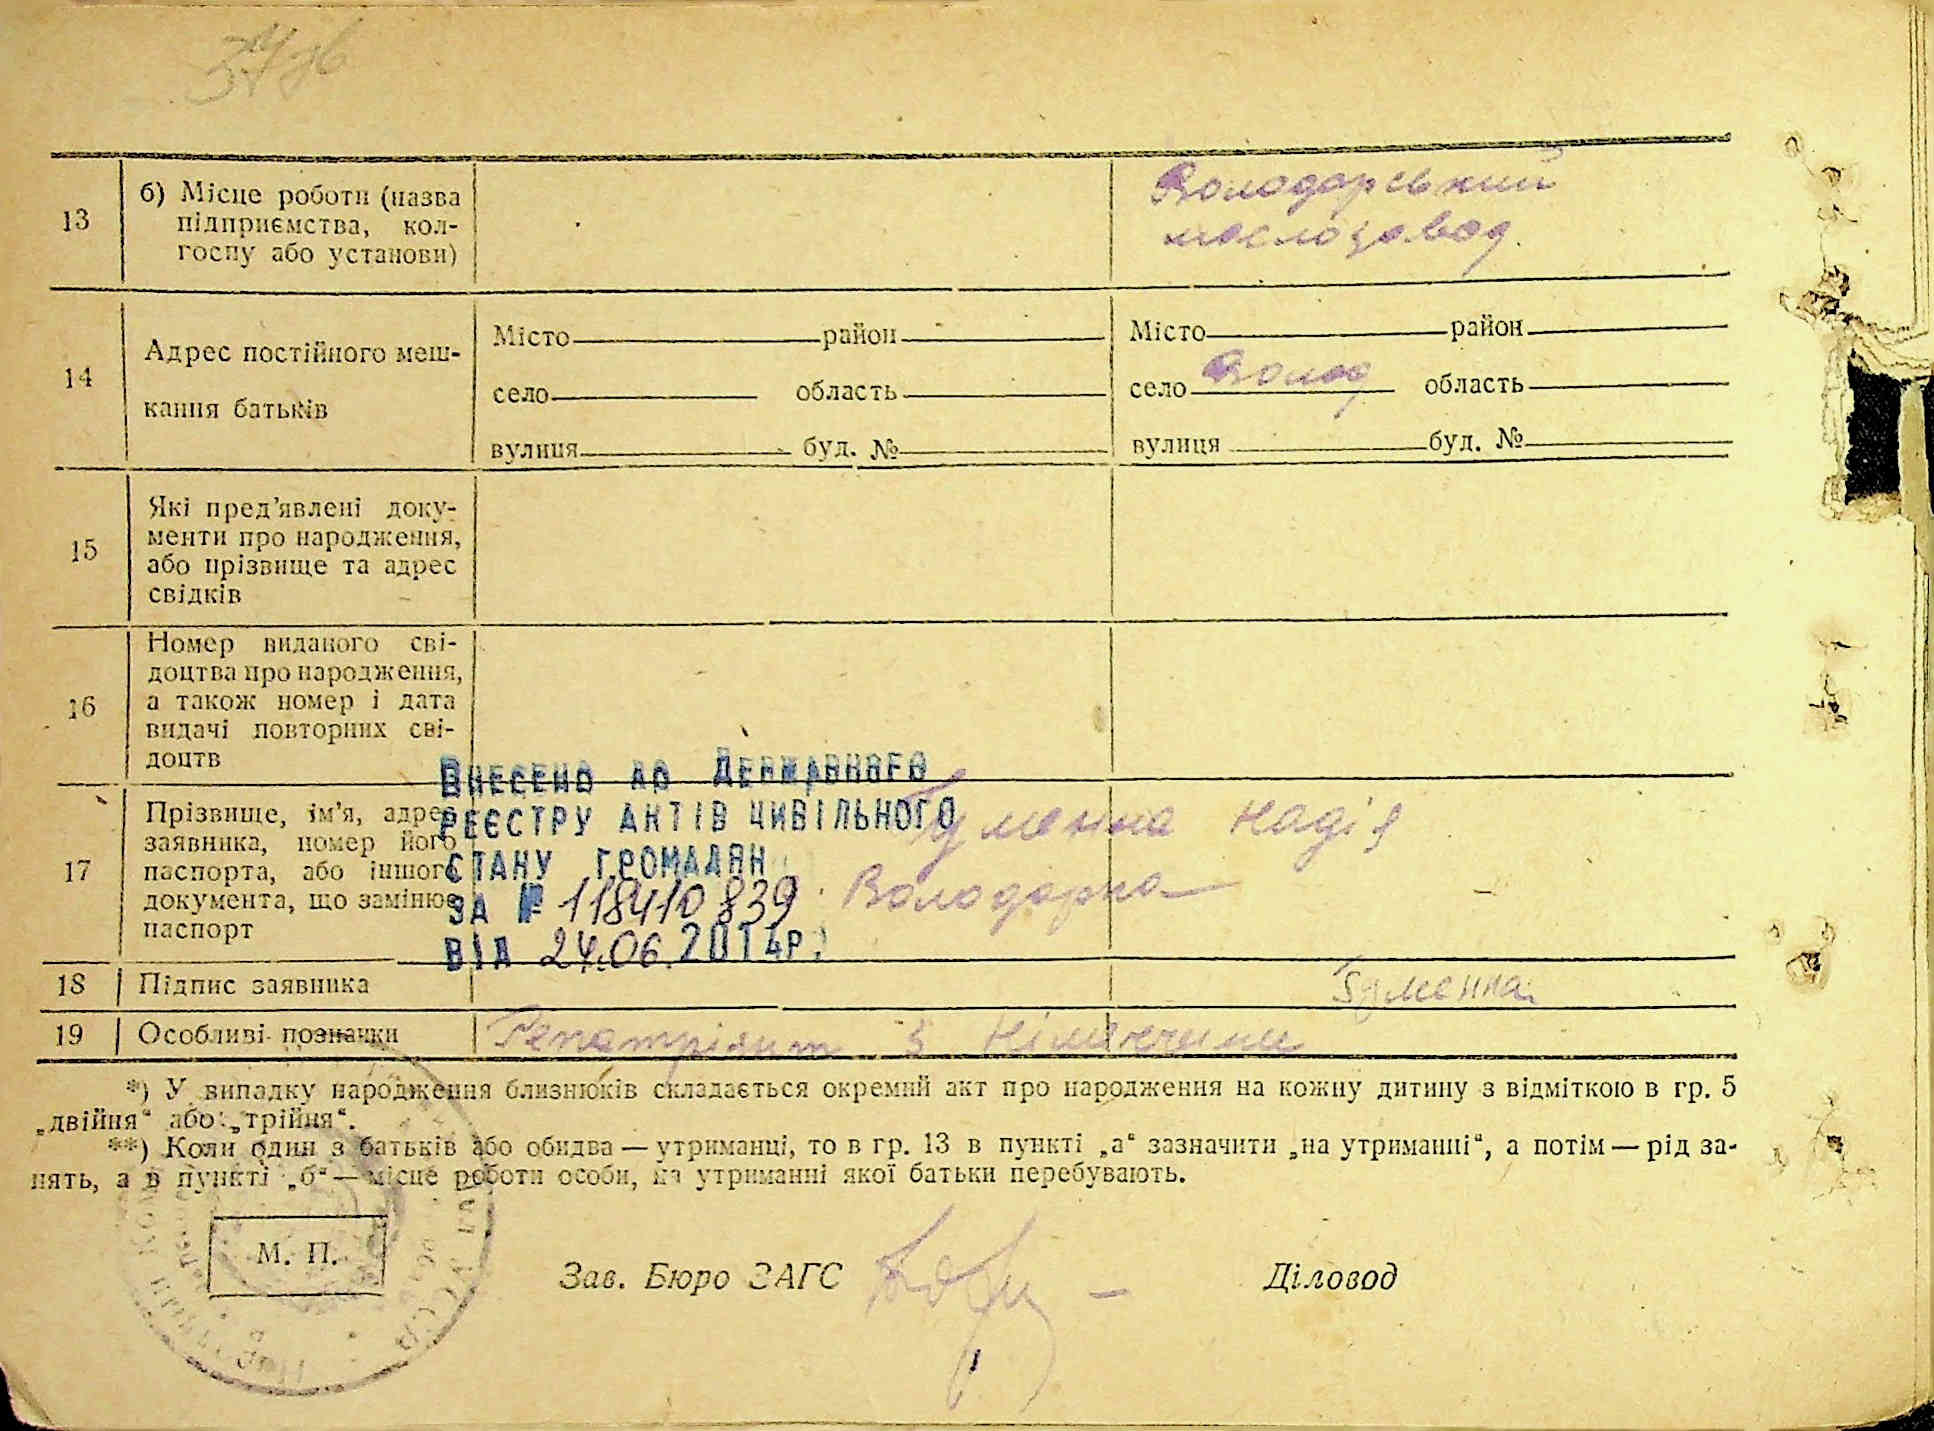 13
б) Місце роботи (назва
підприємства, кол-
госпу або установи)
Володарський
маслозавод.
14
Адрес постійного меш-
кання батьків
Місто район
село область
вулиця буд. №
Місто район
село Волод область
вулиця буд. №
15
Які пред’явлені доку-
менти про народження,
або прізвище та адрес
свідків
16
Номер виданого сві-
доцтва про народження,
а також номер і дата
видачі повторних сві-
доцтв
17
Прізвище, ім’я, адрес
заявника, номер його
паспорта, або іншого
документа, що замінює
паспорт
Гуменна Надія
Володарка
Внесено до Державного
реєстру актів цивільного
стану громадян
за № 118410839
від 24.06.2014р.
18
Підпис заявника
Гуменна
19
Особливі позначки
Репатріянт з Німеччини
*) У випадку народження близнюків складається окремий акт про народження на кожну дитину з відміткою в гр. 5
„двійня“ або „трійня“.
**) Коли один з батьків або обидва — утриманці, то в гр. 13 в пункті „а“ зазначити „на утриманні“, а потім — рід за-
нять, а в пункті „б“ — місце роботи особи, на утриманні якої батьки перебувають.
М. П.
Зав. Бюро ЗАГС
Діловод